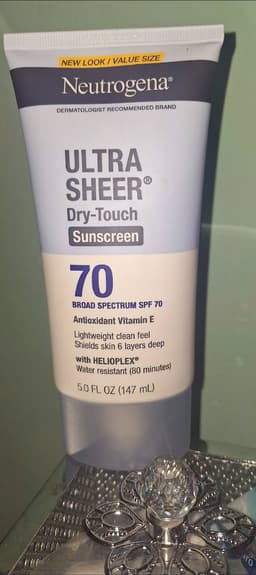 NEW LOOK / VALUE SIZE
Neutrogena®
DERMATOLOGIST RECOMMENDED BRAND
ULTRA
SHEER®
Dry-Touch
Sunscreen
70
BROAD SPECTRUM SPF 70
Antioxidant Vitamin E
Lightweight clean feel
Shields skin 6 layers deep
with HELIOPLEX®
Water resistant (80 minutes)
5.0 FL OZ (147 mL)